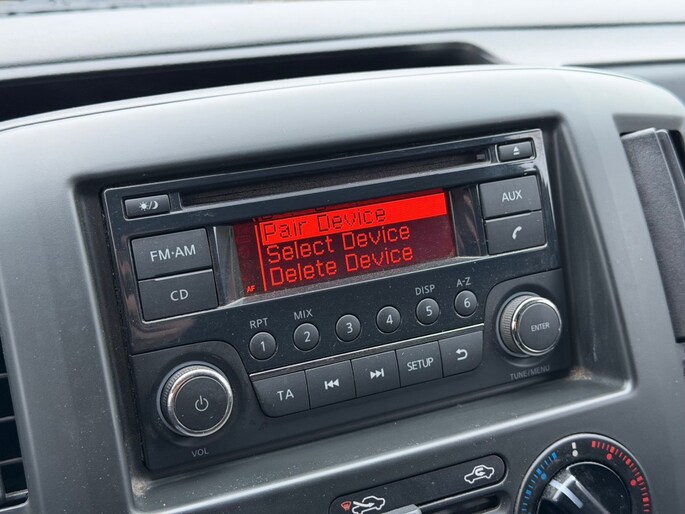 Pair Device
Select Device
Delete Device
AF
FM·AM
CD
AUX
RPT
MIX
DISP
A-Z
1
2
3
4
5
6
TA
SETUP
ENTER
VOL
TUNE/MENU